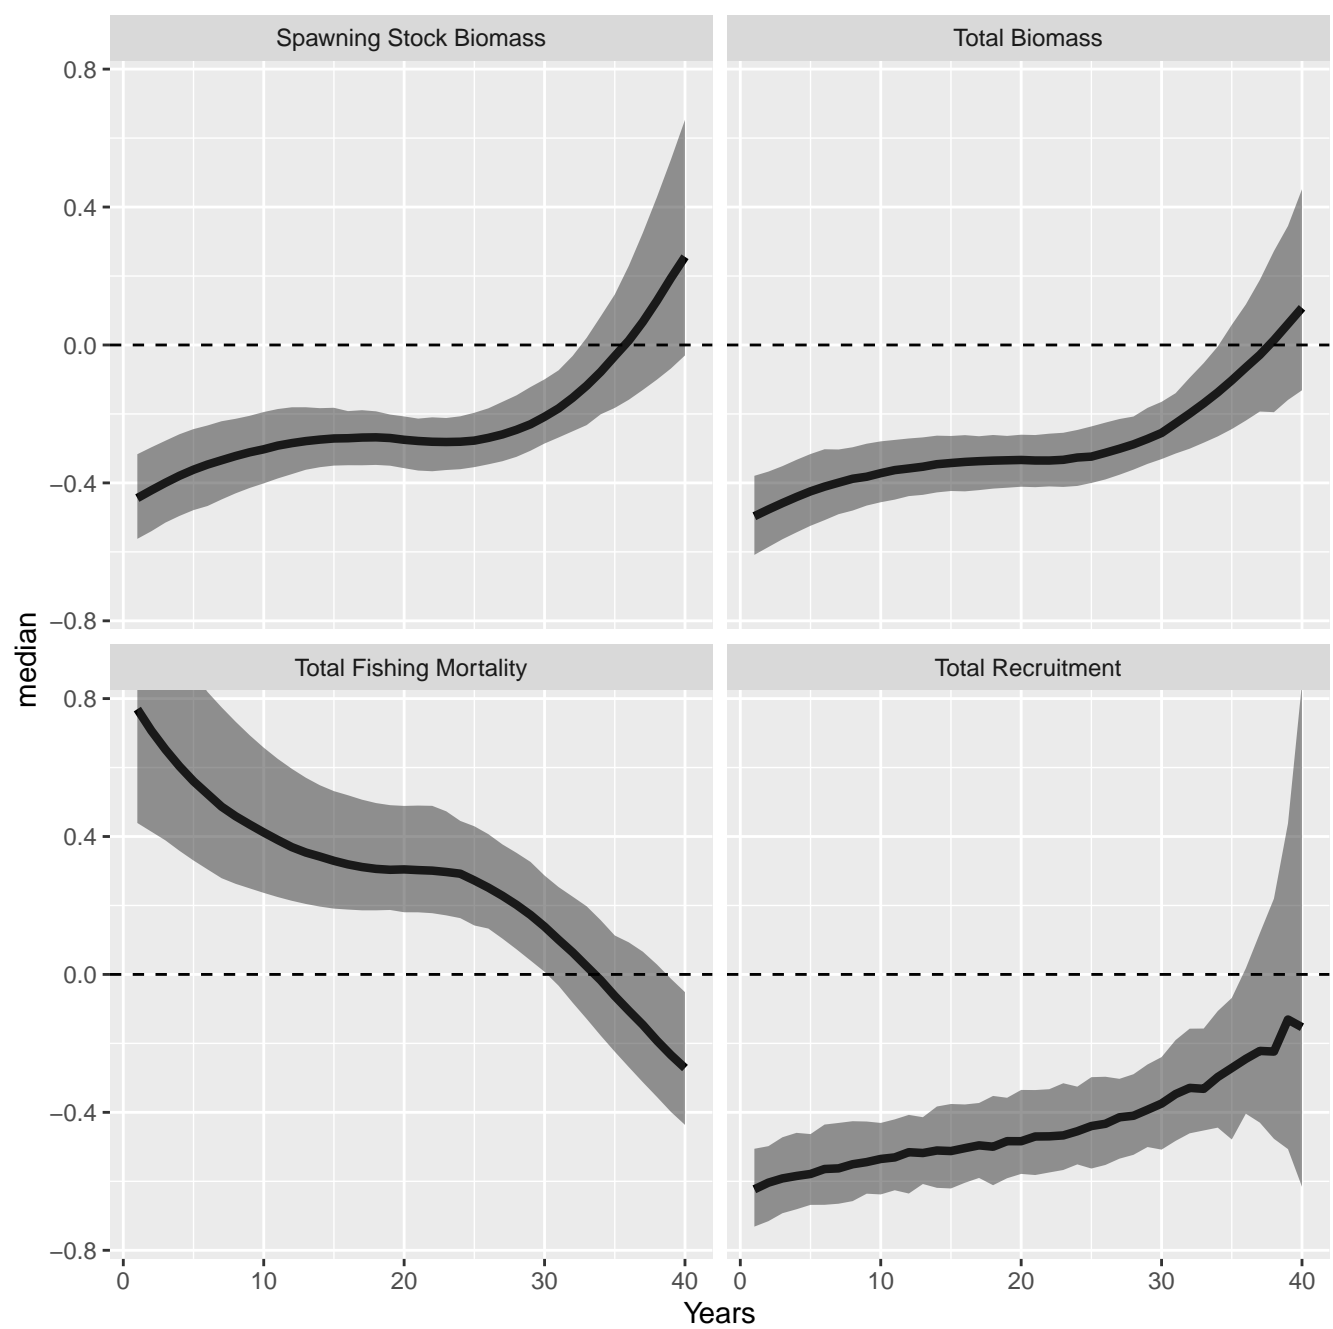 Spawning Stock Biomass
Total Biomass
0.8
0.4
0.0
−0.4
−0.8
median
Total Fishing Mortality
Total Recruitment
0.8
0.4
0.0
−0.4
−0.8
0 10 20 30 40
0 10 20 30 40
Years